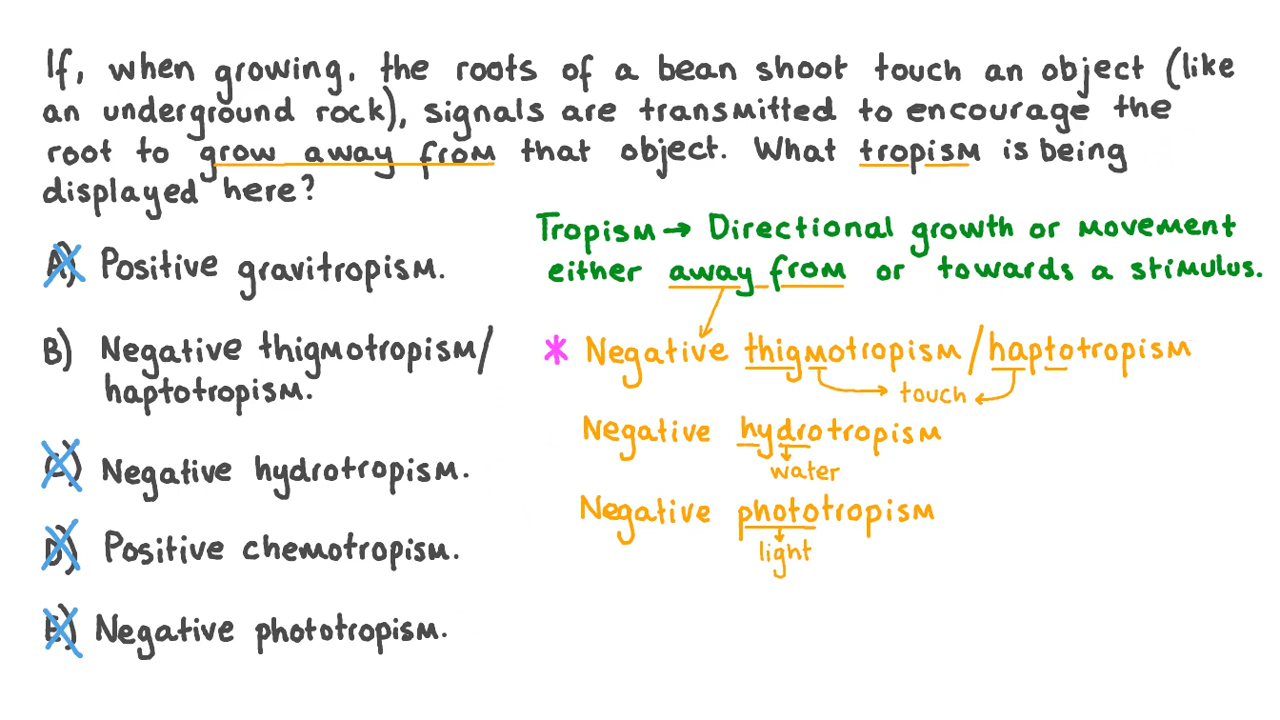 If, when growing, the roots of a bean shoot touch an object (like
an underground rock), signals are transmitted to encourage the
root to grow away from that object. What tropism is being
displayed here?
Tropism → Directional growth or movement
either away from or towards a stimulus.
A) Positive gravitropism.
B) Negative thigmotropism/
haptotropism.
* Negative thigmotropism/haptotropism
touch
Negative hydrotropism
water
C) Negative hydrotropism.
Negative phototropism
light
D) Positive chemotropism.
E) Negative phototropism.